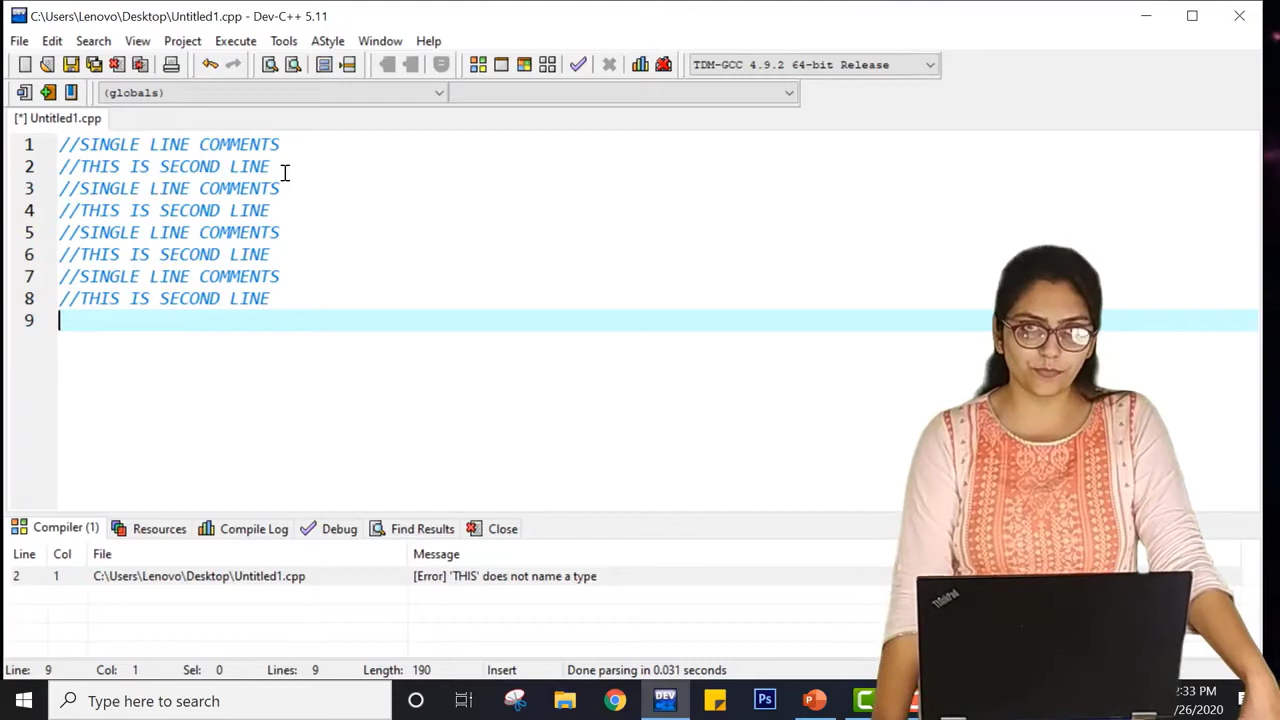 C:\Users\Lenovo\Desktop\Untitled1.cpp - Dev-C++ 5.11
File Edit Search View Project Execute Tools AStyle Window Help
TDM-GCC 4.9.2 64-bit Release
(globals)
[*] Untitled1.cpp
1 //SINGLE LINE COMMENTS
2 //THIS IS SECOND LINE
3 //SINGLE LINE COMMENTS
4 //THIS IS SECOND LINE
5 //SINGLE LINE COMMENTS
6 //THIS IS SECOND LINE
7 //SINGLE LINE COMMENTS
8 //THIS IS SECOND LINE
9
Compiler (1) Resources Compile Log Debug Find Results Close
Line Col File Message
2 1 C:\Users\Lenovo\Desktop\Untitled1.cpp [Error] 'THIS' does not name a type
Line: 9 Col: 1 Sel: 0 Lines: 9 Length: 190 Insert Done parsing in 0.031 seconds
Type here to search
DEV
Ps
ThinkPad
:33 PM
/26/2020